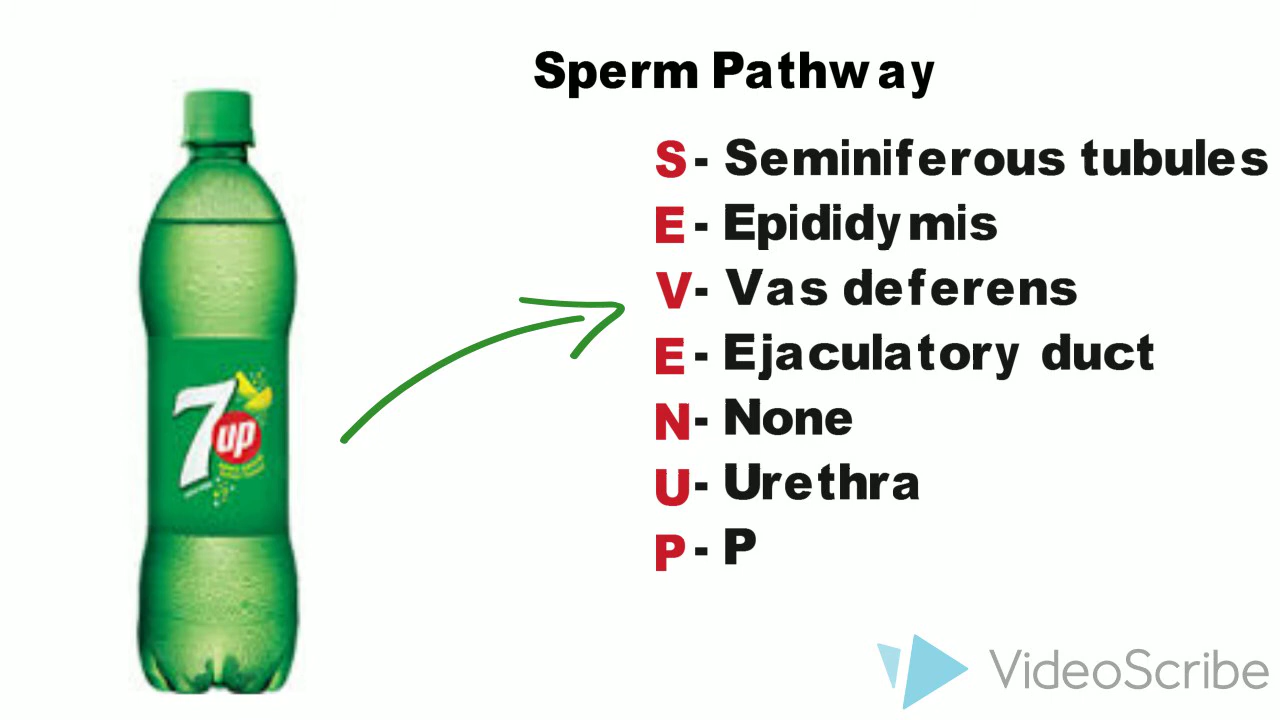 Sperm Pathway
S - Seminiferous tubules
E - Epididymis
V - Vas deferens
E - Ejaculatory duct
N - None
U - Urethra
P - P
7up
VideoScribe